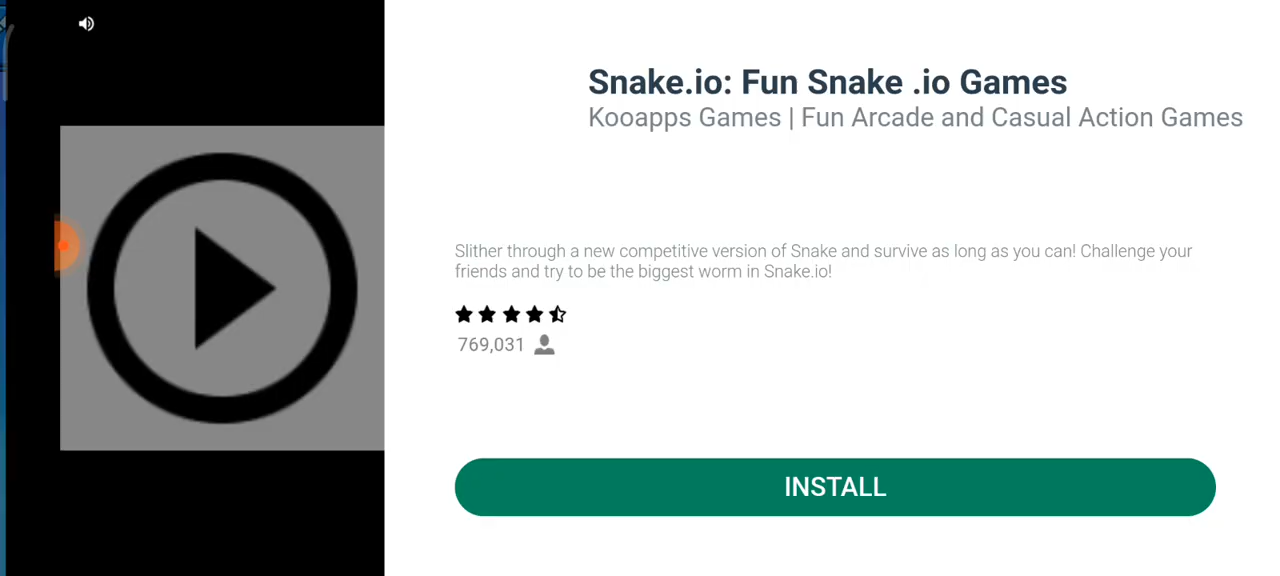 Snake.io: Fun Snake .io Games
Kooapps Games | Fun Arcade and Casual Action Games
Slither through a new competitive version of Snake and survive as long as you can! Challenge your
friends and try to be the biggest worm in Snake.io!
769,031
INSTALL